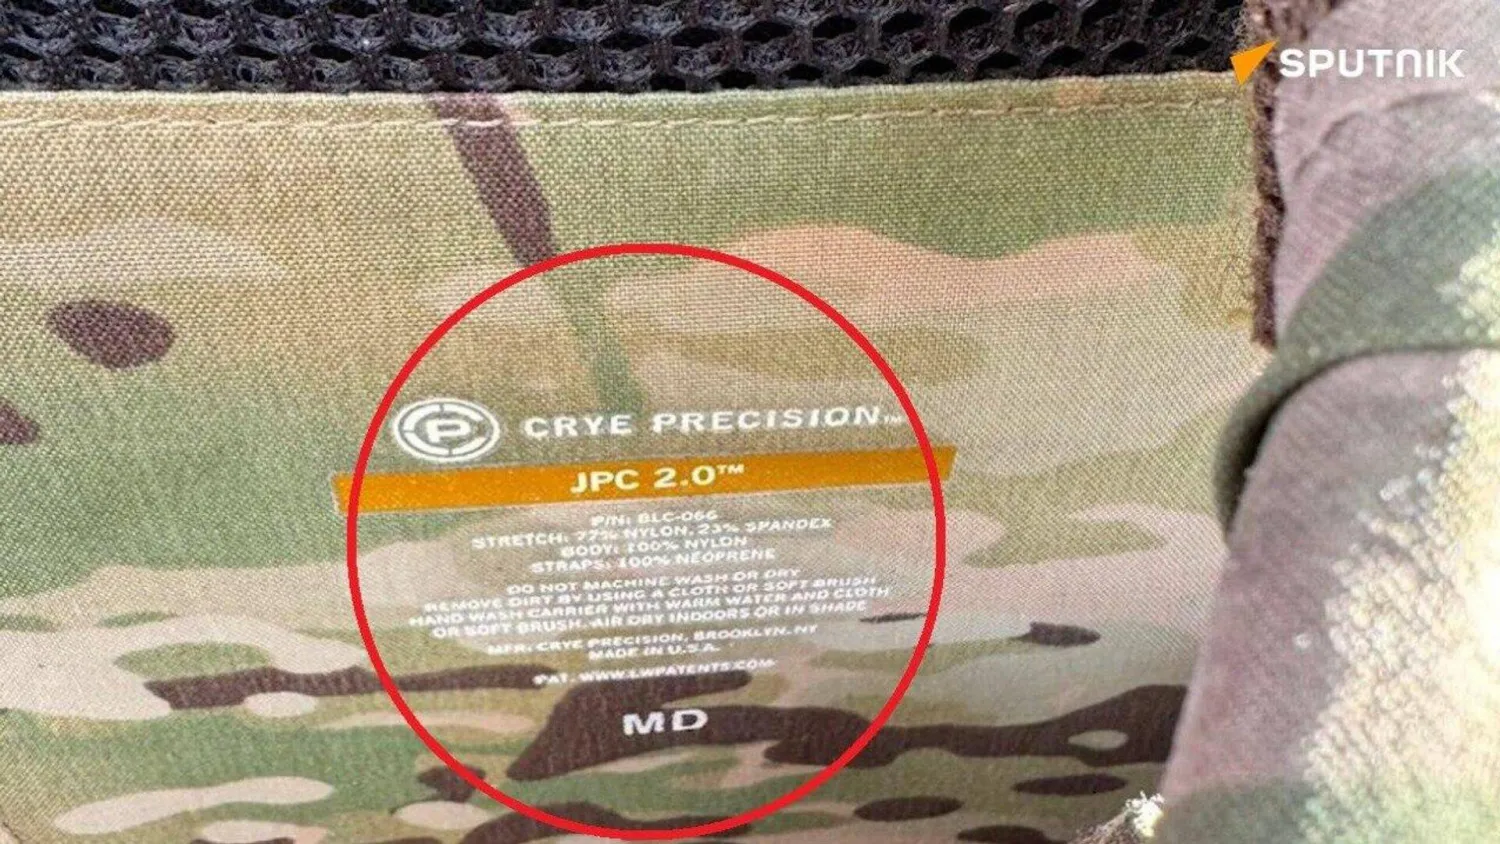 SPUTNIK
P CRYE PRECISION™
JPC 2.0™
P/N: BLC-066
STRETCH: 77% NYLON, 23% SPANDEX
BODY: 100% NYLON
STRAPS: 100% NEOPRENE
DO NOT MACHINE WASH OR DRY
REMOVE DIRT BY USING A CLOTH OR SOFT BRUSH
HAND WASH CARRIER WITH WARM WATER AND CLOTH
OR SOFT BRUSH. AIR DRY INDOORS OR IN SHADE
MFR: CRYE PRECISION, BROOKLYN, NY
MADE IN U.S.A.
PAT. WWW.LWPATENTS.COM
MD